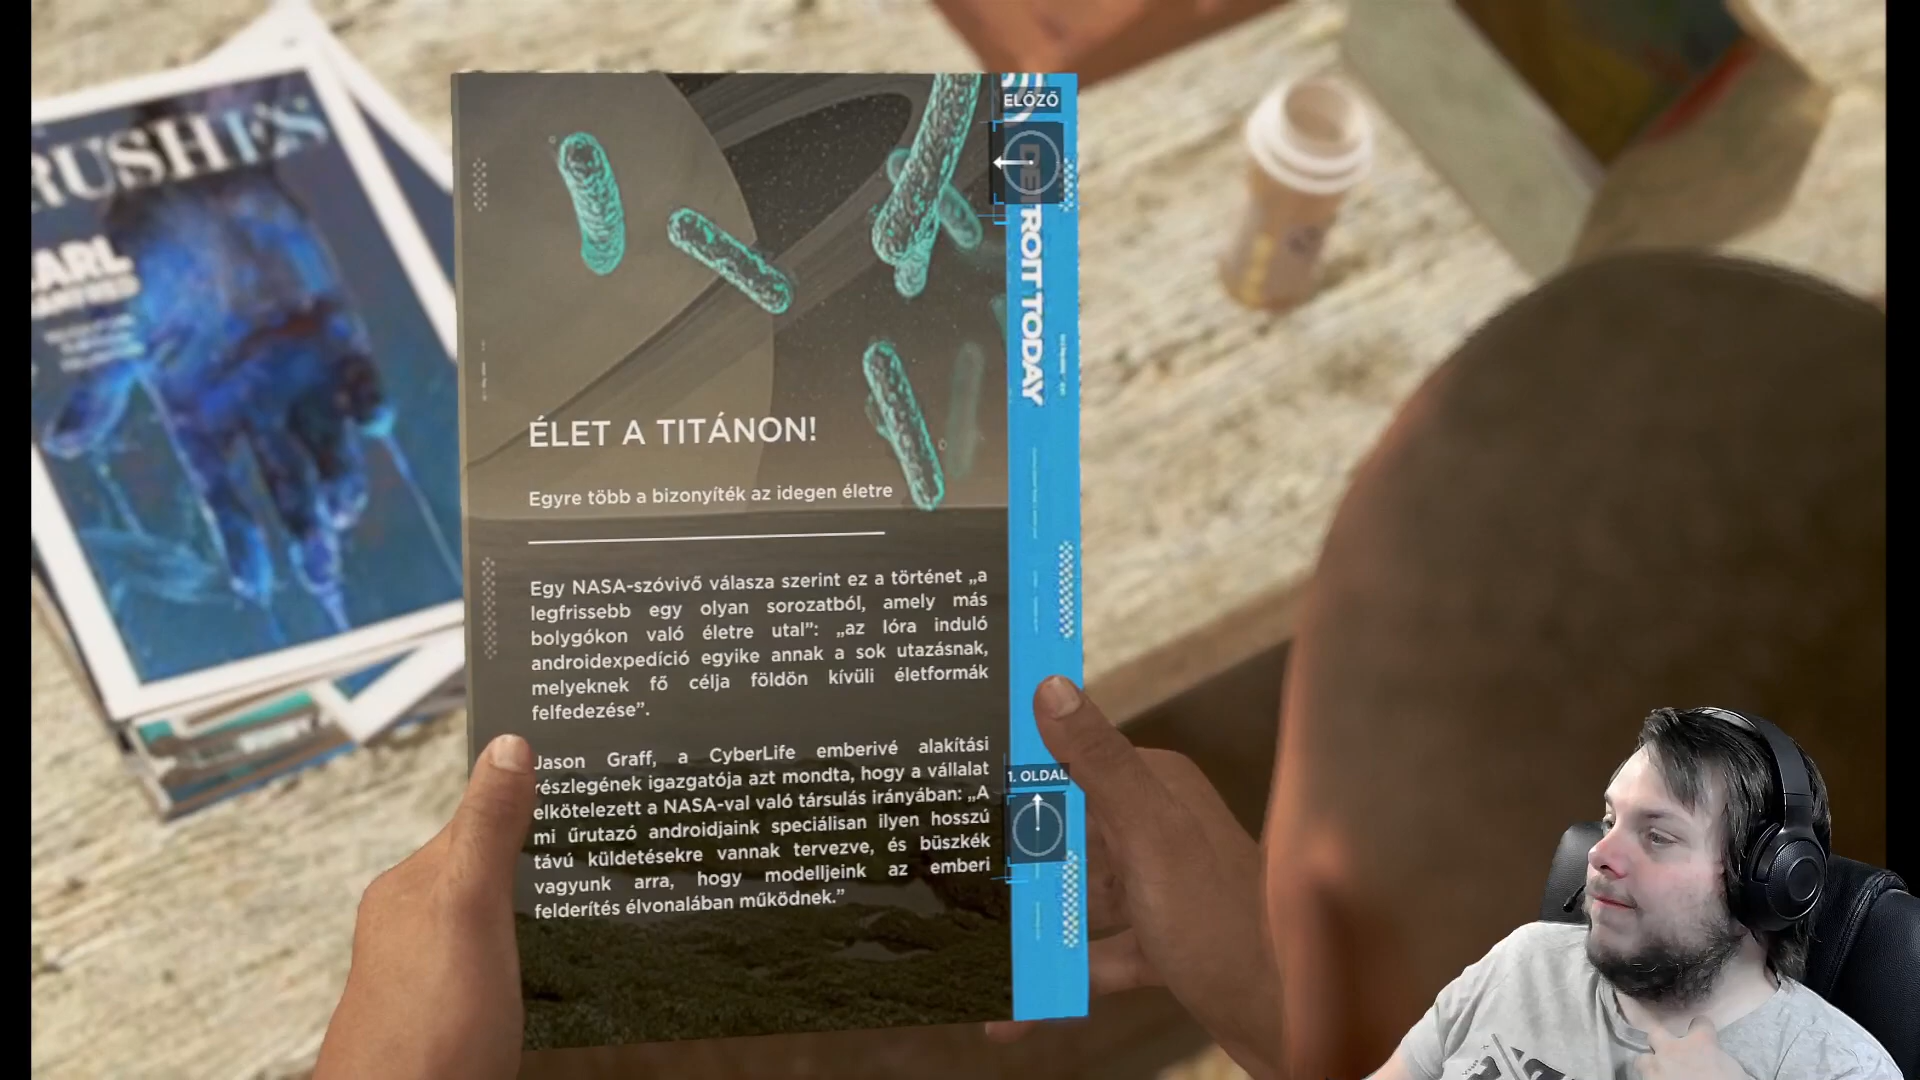 RUSHES
ARL
ANFRED
ELŐZŐ
DETROIT TODAY
ÉLET A TITÁNON!
Egyre több a bizonyíték az idegen életre
Egy NASA-szóvivő válasza szerint ez a történet „a
legfrissebb egy olyan sorozatból, amely más
bolygókon való életre utal”: „az Ióra induló
androidexpedíció egyike annak a sok utazásnak,
melyeknek fő célja földön kívüli életformák
felfedezése”.
Jason Graff, a CyberLife emberivé alakítási
részlegének igazgatója azt mondta, hogy a vállalat
elkötelezett a NASA-val való társulás irányában: „A
mi űrutazó androidjaink speciálisan ilyen hosszú
távú küldetésekre vannak tervezve, és büszkék
vagyunk arra, hogy modelljeink az emberi
felderítés élvonalában működnek.”
1. OLDAL